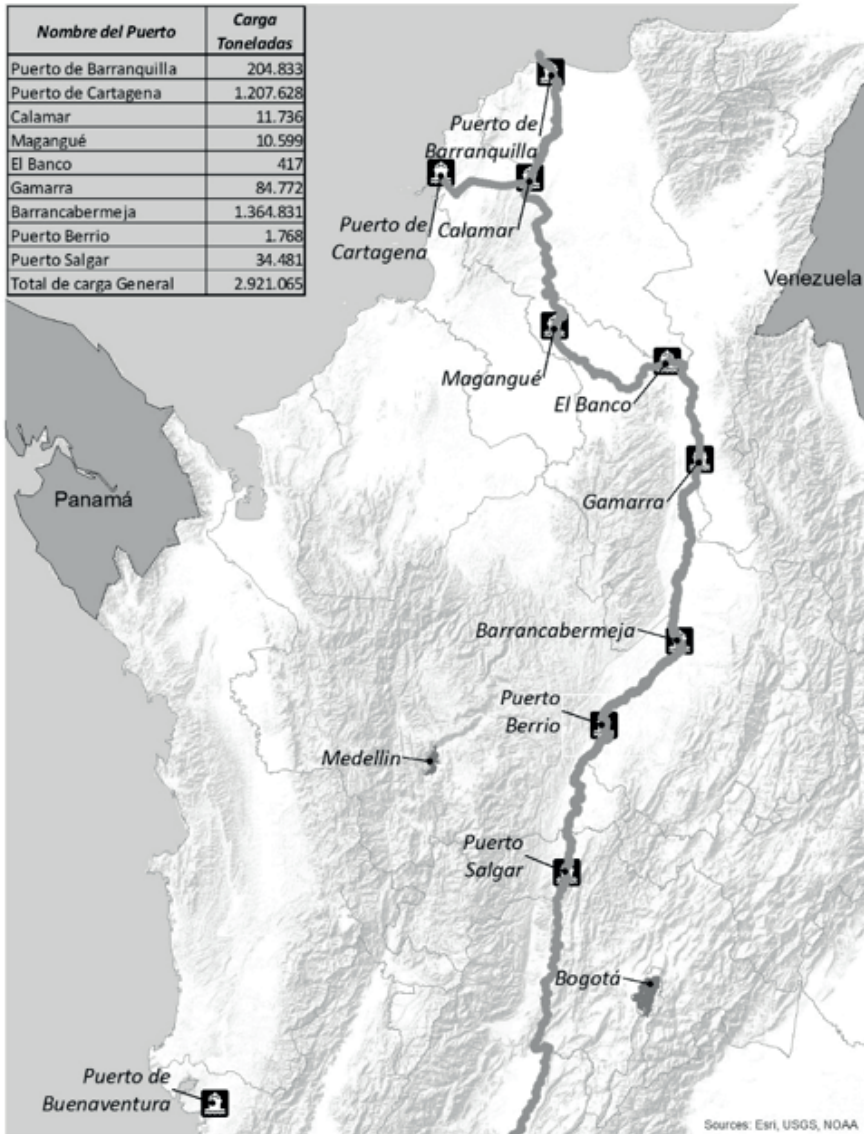 Nombre del Puerto Carga Toneladas
Puerto de Barranquilla 204.833
Puerto de Cartagena 1.207.628
Calamar 11.736
Magangué 10.599
El Banco 417
Gamarra 84.772
Barrancabermeja 1.364.831
Puerto Berrio 1.768
Puerto Salgar 34.481
Total de carga General 2.921.065
Puerto de
Barranquilla
Puerto de
Cartagena
Calamar
Venezuela
Magangué
El Banco
Gamarra
Panamá
Barrancabermeja
Puerto
Berrio
Medellin
Puerto
Salgar
Bogotá
Puerto de
Buenaventura
Sources: Esri, USGS, NOAA